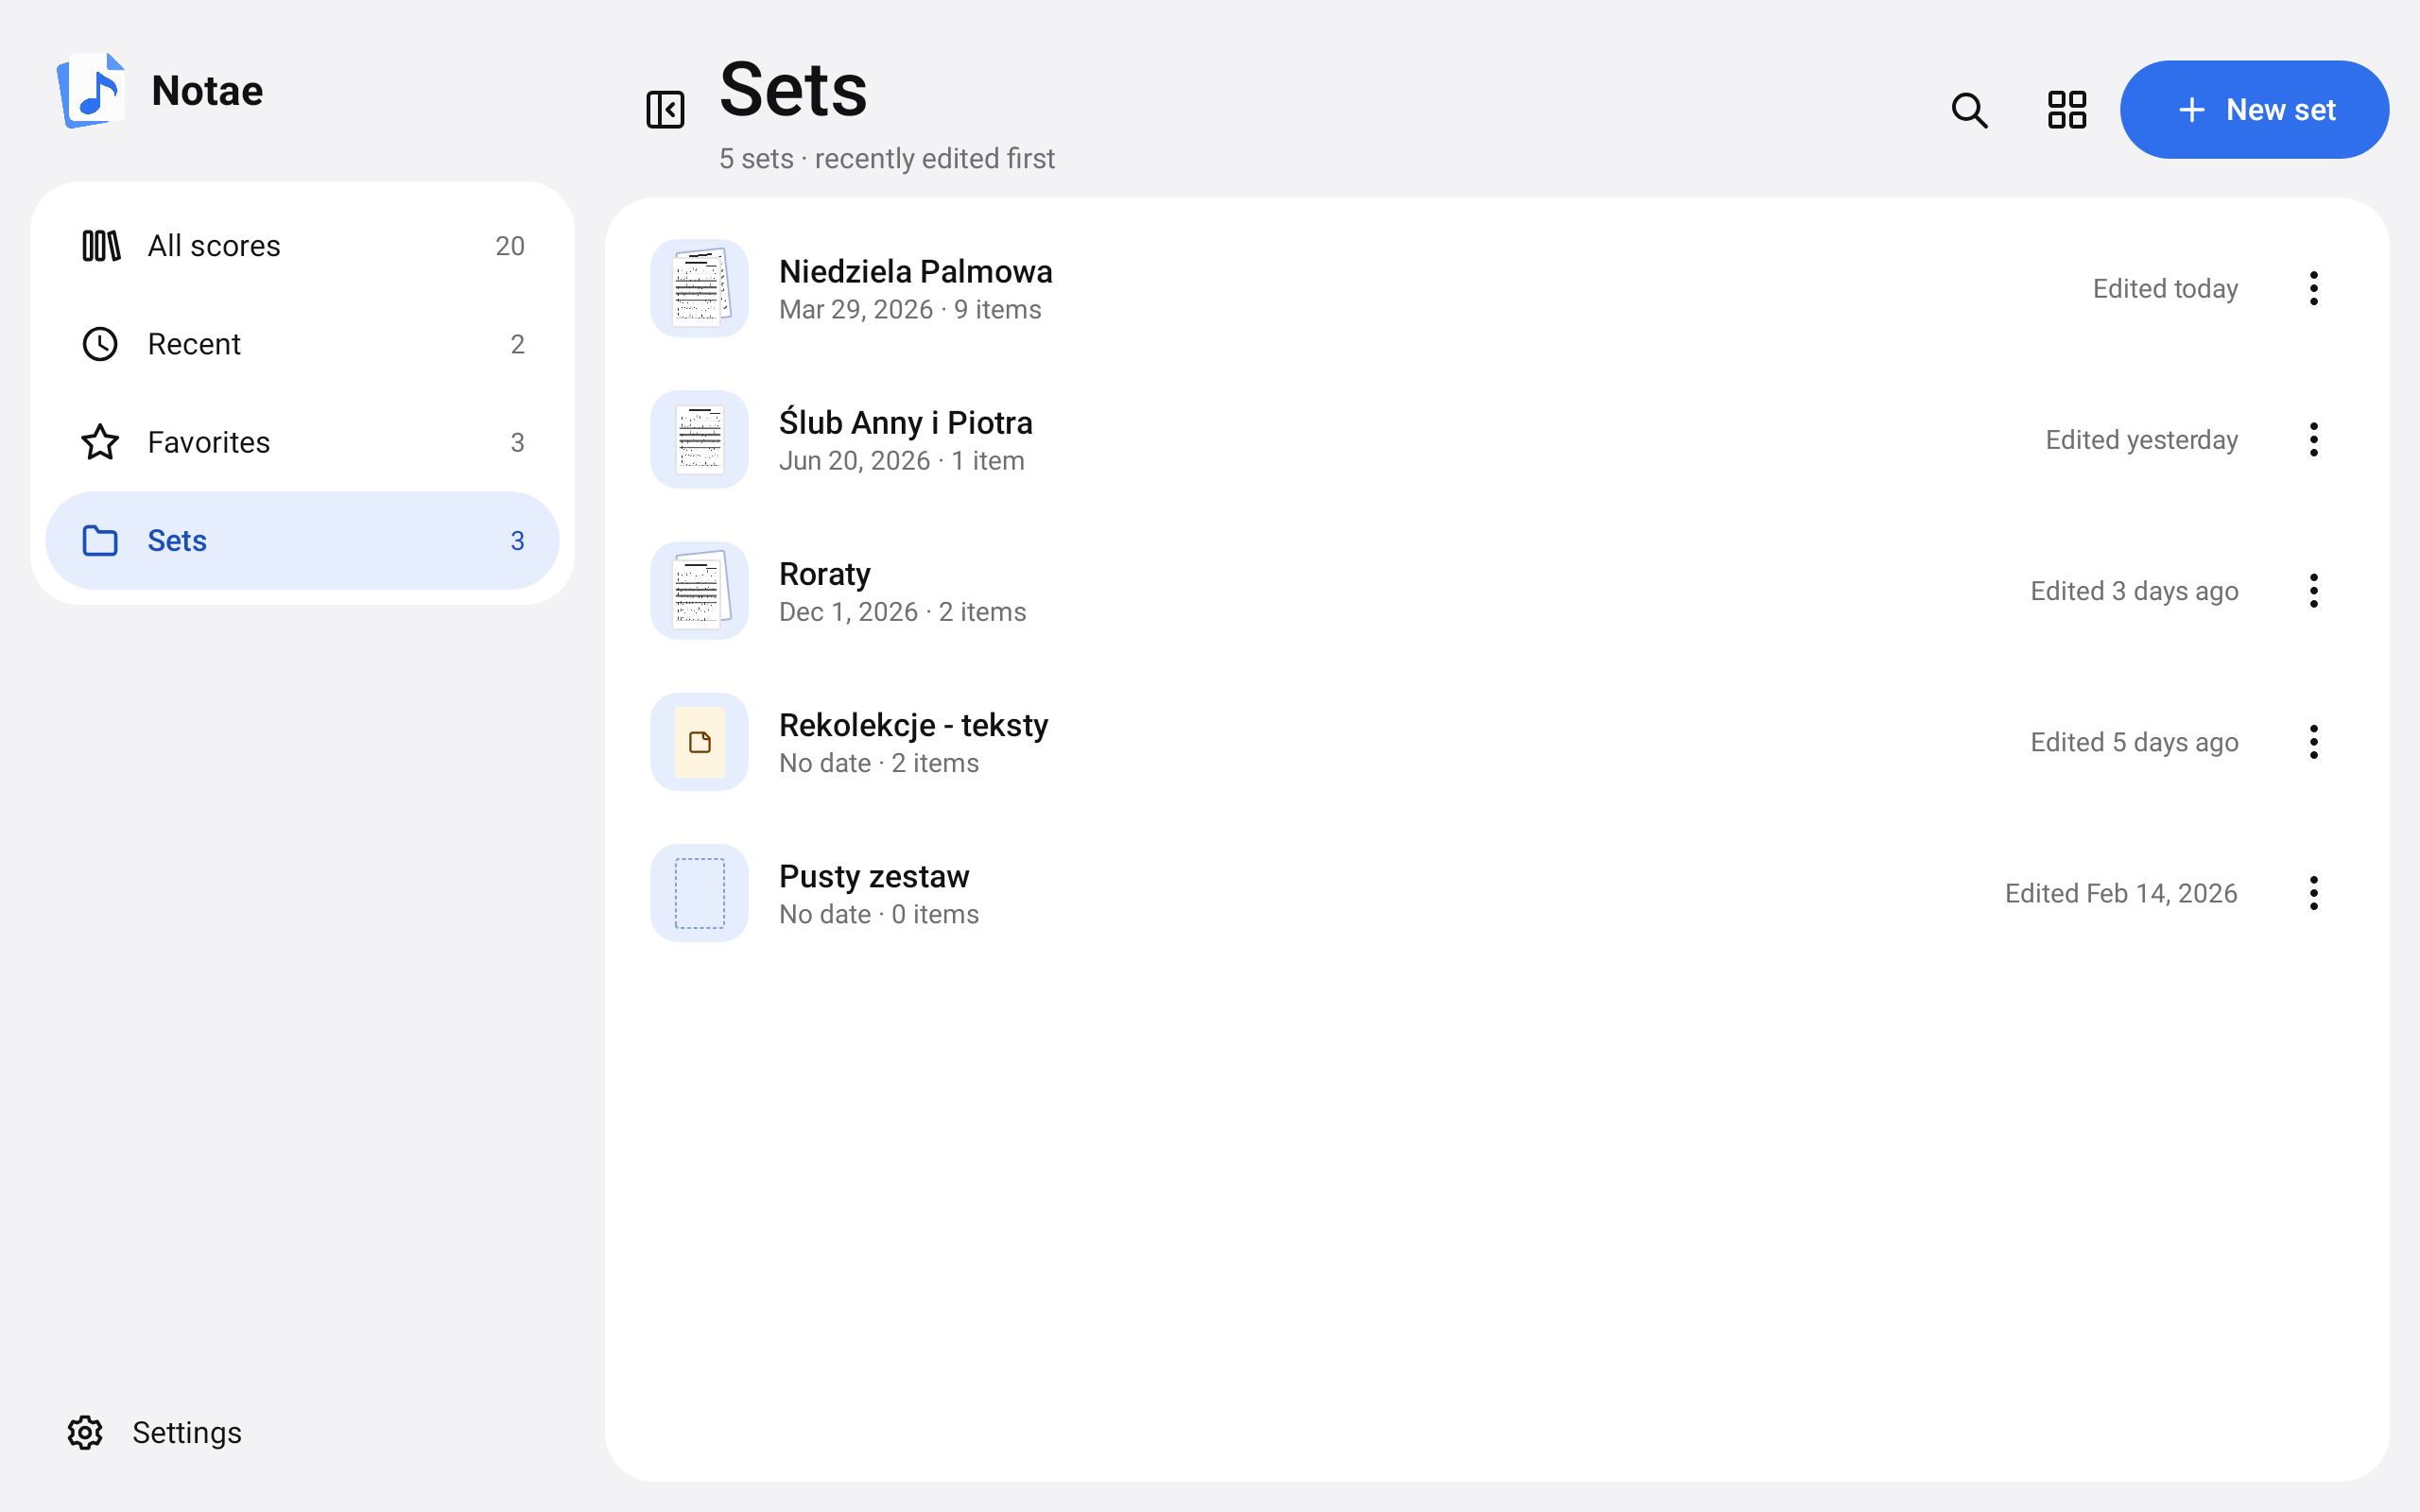 Notae
All scores 20
Recent 2
Favorites 3
Sets 3
Settings
Sets
5 sets · recently edited first
New set
Niedziela Palmowa
Mar 29, 2026 · 9 items
Edited today
Ślub Anny i Piotra
Jun 20, 2026 · 1 item
Edited yesterday
Roraty
Dec 1, 2026 · 2 items
Edited 3 days ago
Rekolekcje - teksty
No date · 2 items
Edited 5 days ago
Pusty zestaw
No date · 0 items
Edited Feb 14, 2026